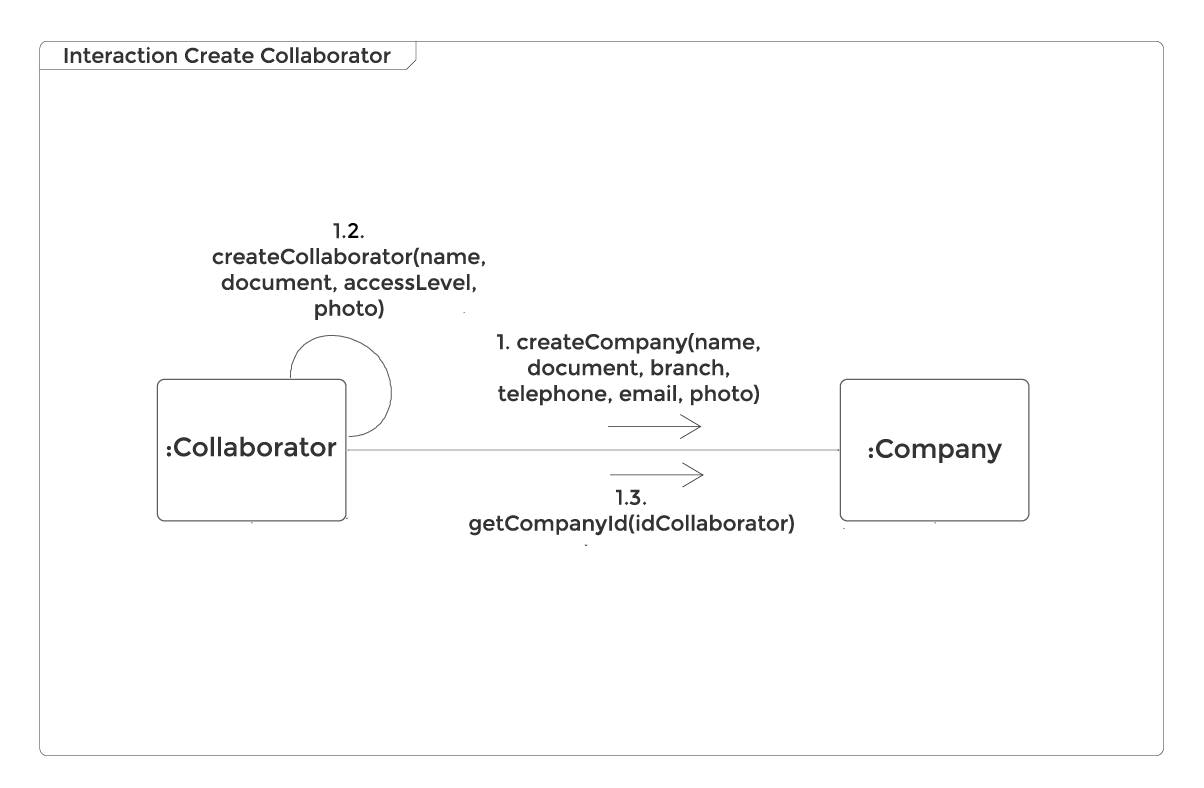 Interaction Create Collaborator
1.2.
createCollaborator(name,
document, accessLevel,
photo)
1. createCompany(name,
document, branch,
telephone, email, photo)
:Collaborator
:Company
1.3.
getCompanyId(idCollaborator)